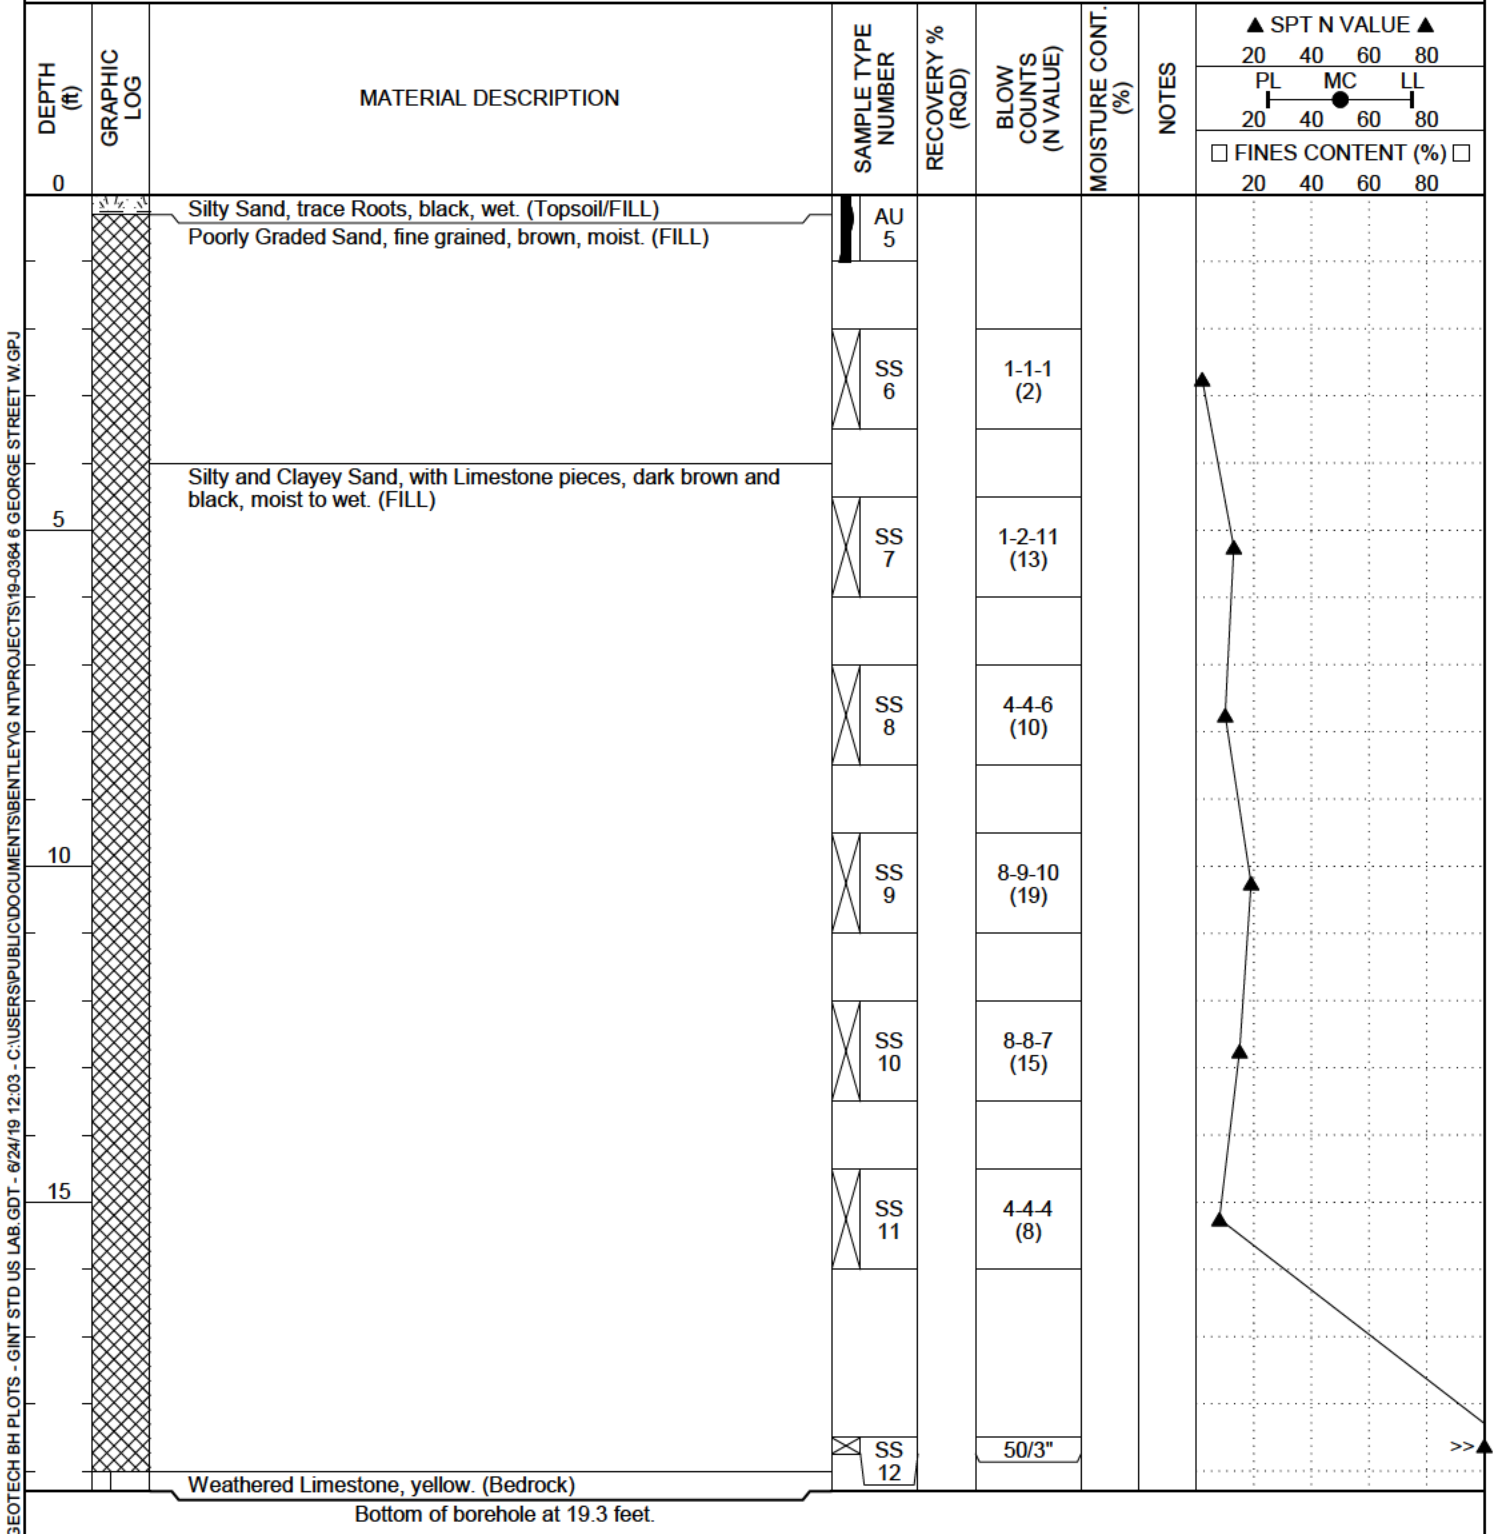 DEPTH
(ft)
GRAPHIC
LOG
MATERIAL DESCRIPTION
SAMPLE TYPE
NUMBER
RECOVERY %
(RQD)
BLOW
COUNTS
(N VALUE)
MOISTURE CONT.
(%)
NOTES
▲ SPT N VALUE ▲
20 40 60 80
PL MC LL
20 40 60 80
□ FINES CONTENT (%) □
20 40 60 80
0
Silty Sand, trace Roots, black, wet. (Topsoil/FILL)
Poorly Graded Sand, fine grained, brown, moist. (FILL)
AU
5
SS
6
1-1-1
(2)
Silty and Clayey Sand, with Limestone pieces, dark brown and
black, moist to wet. (FILL)
5
SS
7
1-2-11
(13)
SS
8
4-4-6
(10)
10
SS
9
8-9-10
(19)
SS
10
8-8-7
(15)
15
SS
11
4-4-4
(8)
SS
12
50/3"
>>
Weathered Limestone, yellow. (Bedrock)
Bottom of borehole at 19.3 feet.
GEOTECH BH PLOTS - GINT STD US LAB.GDT - 6/24/19 12:03 - C:\USERS\PUBLIC\DOCUMENTS\BENTLEY\G NT\PROJECTS\19-0364 6 GEORGE STREET W.GPJ